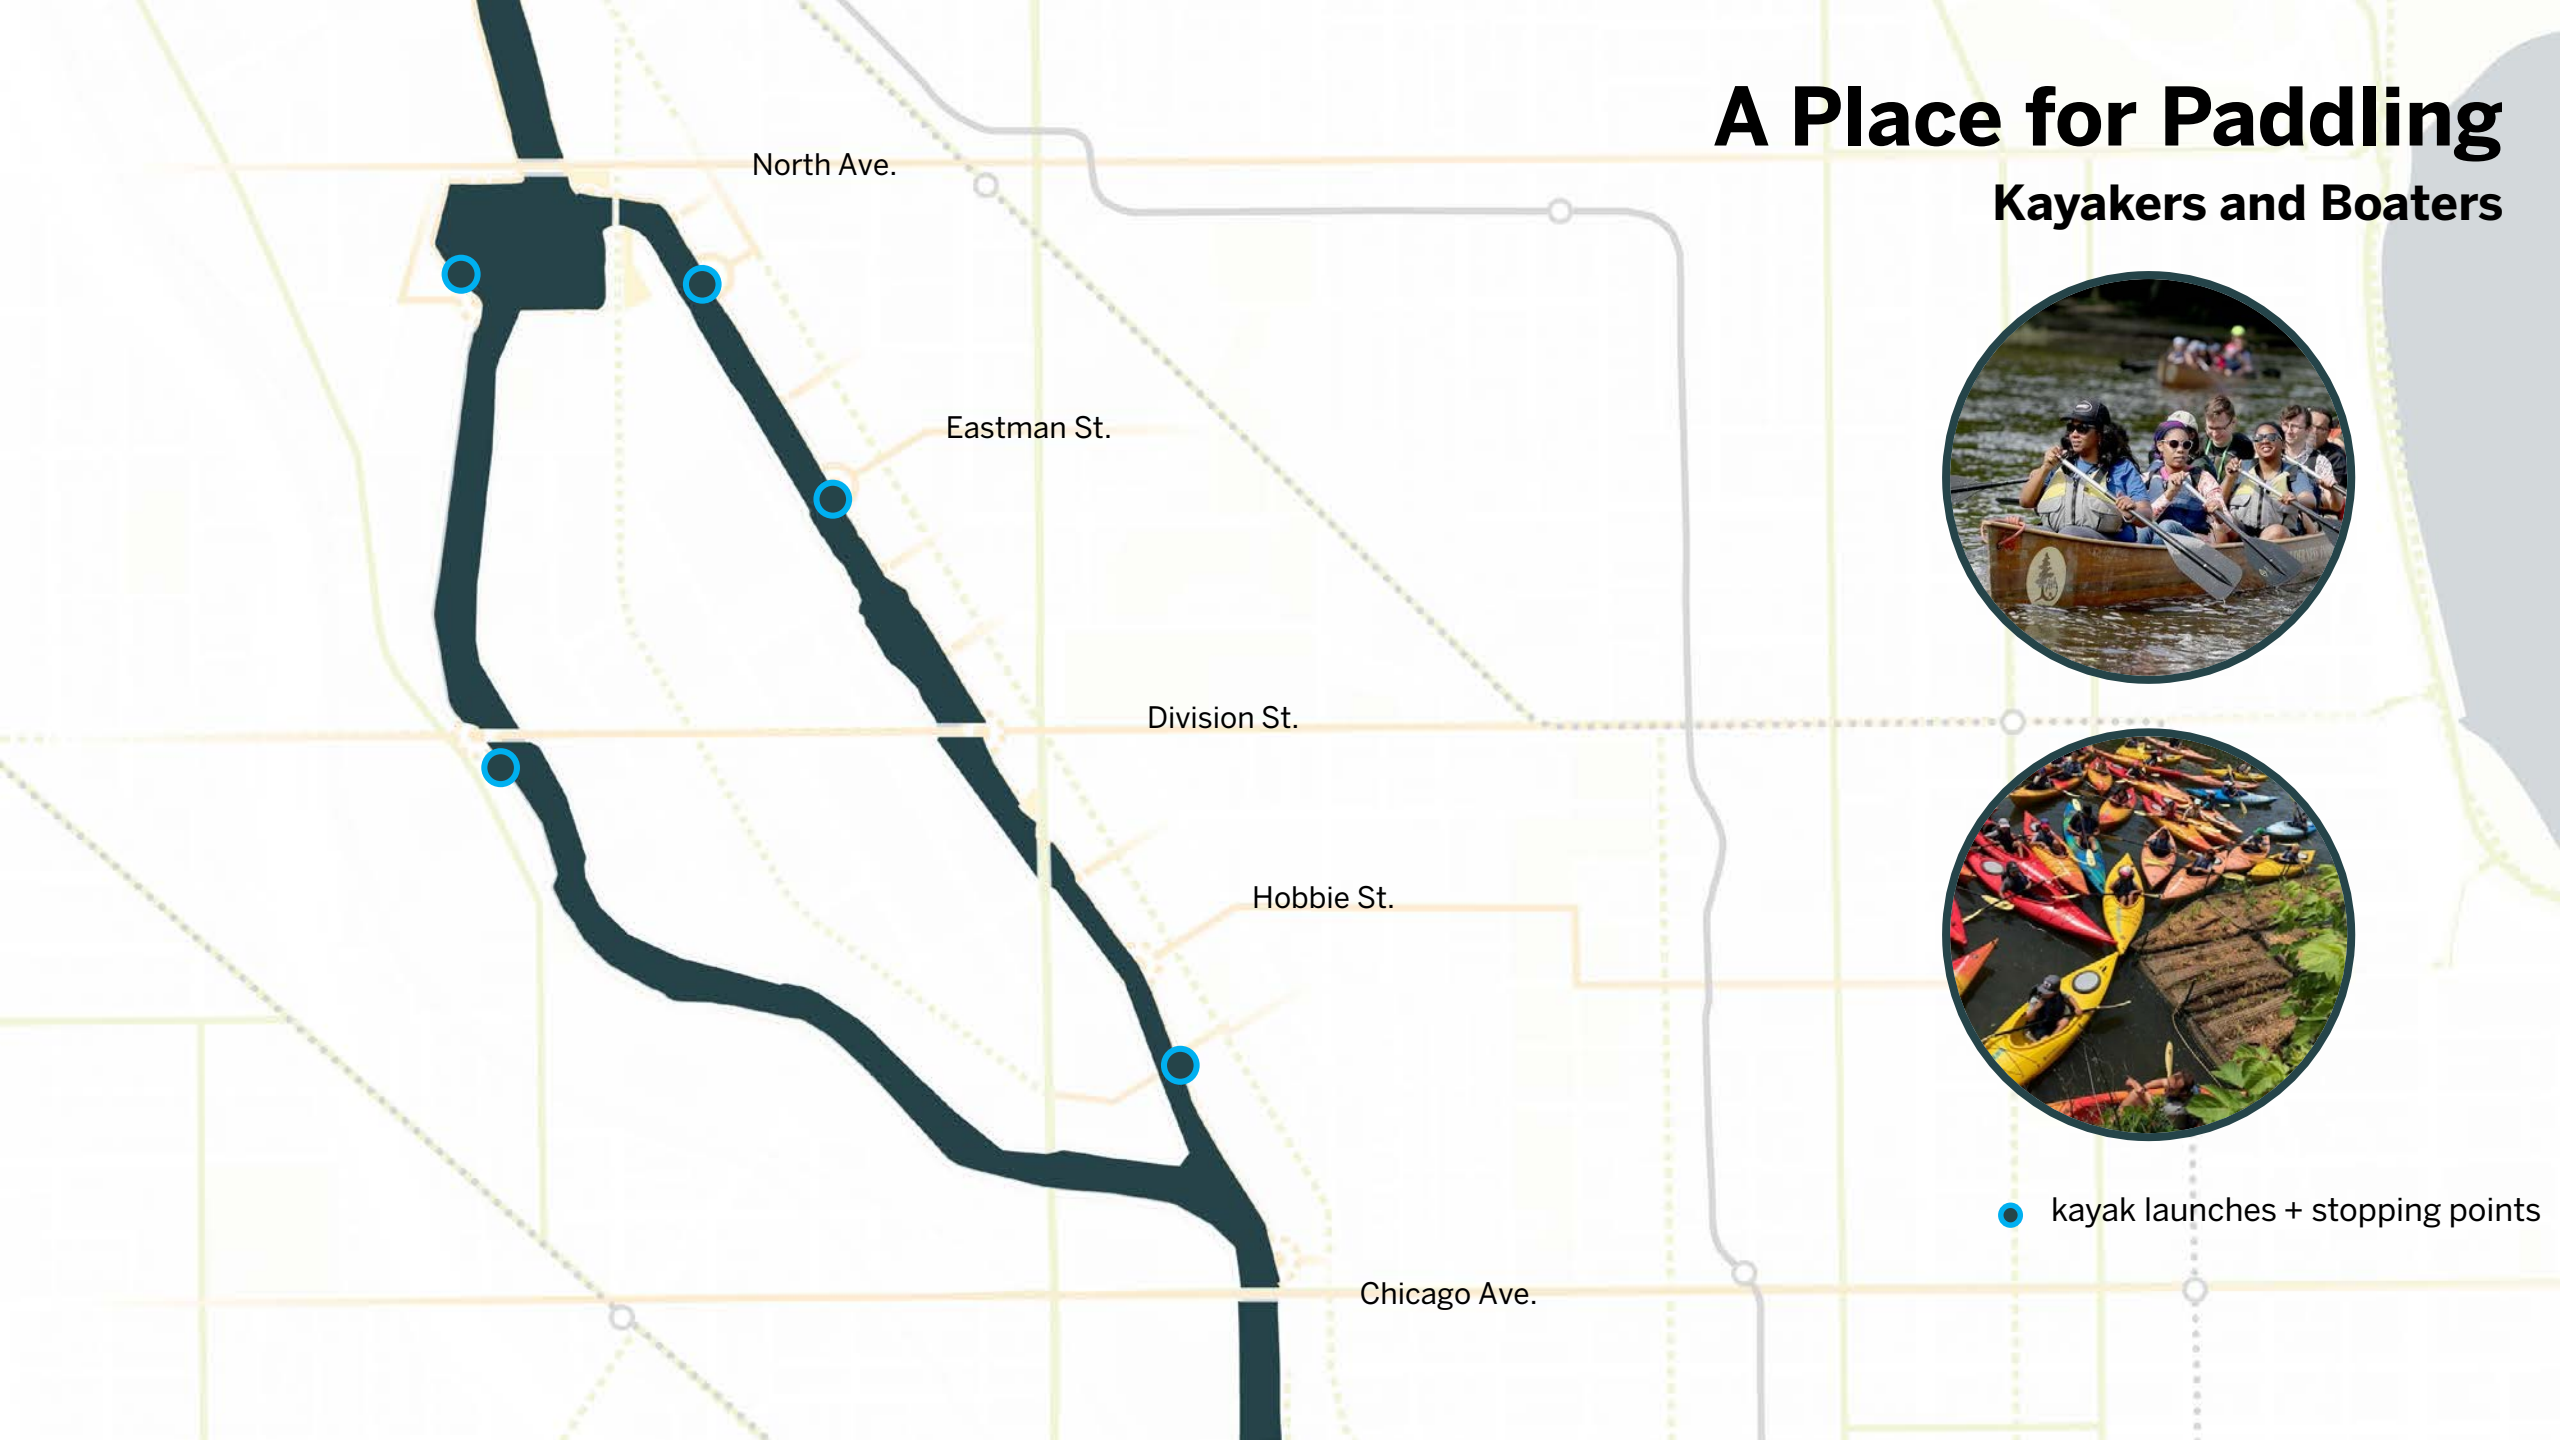 A Place for Paddling
Kayakers and Boaters
North Ave.
Eastman St.
Division St.
Hobbie St.
kayak launches + stopping points
Chicago Ave.